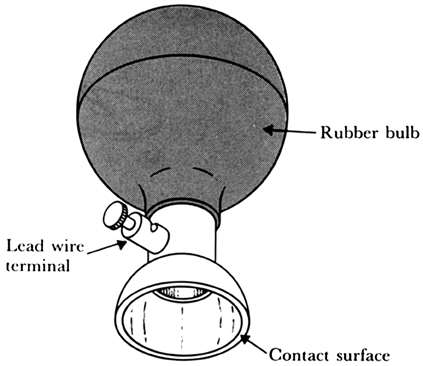 Rubber bulb
Lead wire
terminal
Contact surface